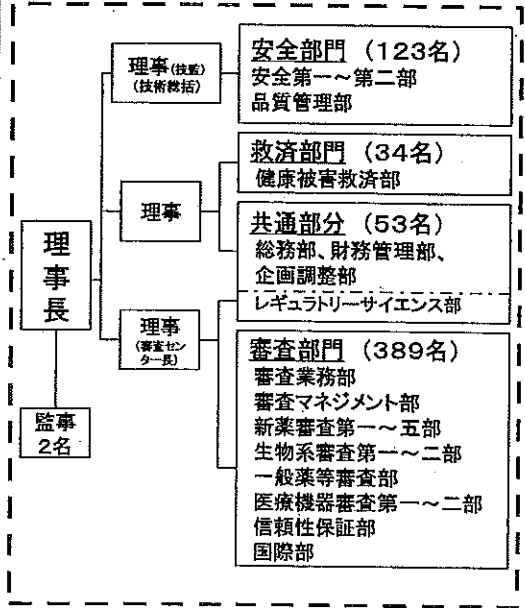 理事長
監事
2名
理事(技監)
(技術総括)
理事
理事
(審査セン
ター長)
安全部門 (123名)
安全第一～第二部
品質管理部
救済部門 (34名)
健康被害救済部
共通部分 (53名)
総務部、財務管理部、
企画調整部
レギュラトリーサイエンス部
審査部門 (389名)
審査業務部
審査マネジメント部
新薬審査第一～五部
生物系審査第一～二部
一般薬等審査部
医療機器審査第一～二部
信頼性保証部
国際部